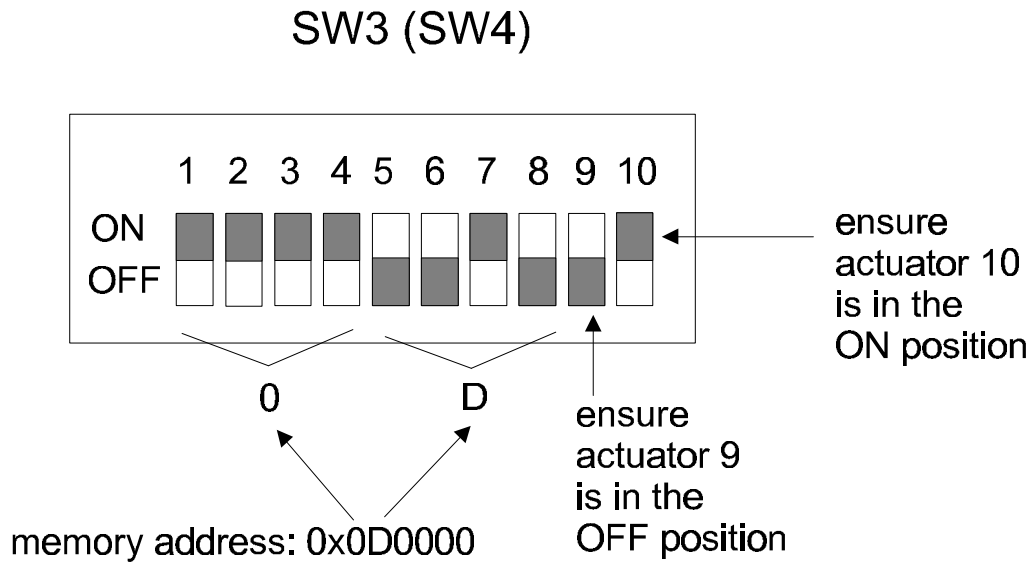 SW3 (SW4)
1 2 3 4 5 6 7 8 9 10
ON
OFF
ensure
actuator 10
is in the
ON position
0 D
ensure
actuator 9
is in the
OFF position
memory address: 0x0D0000